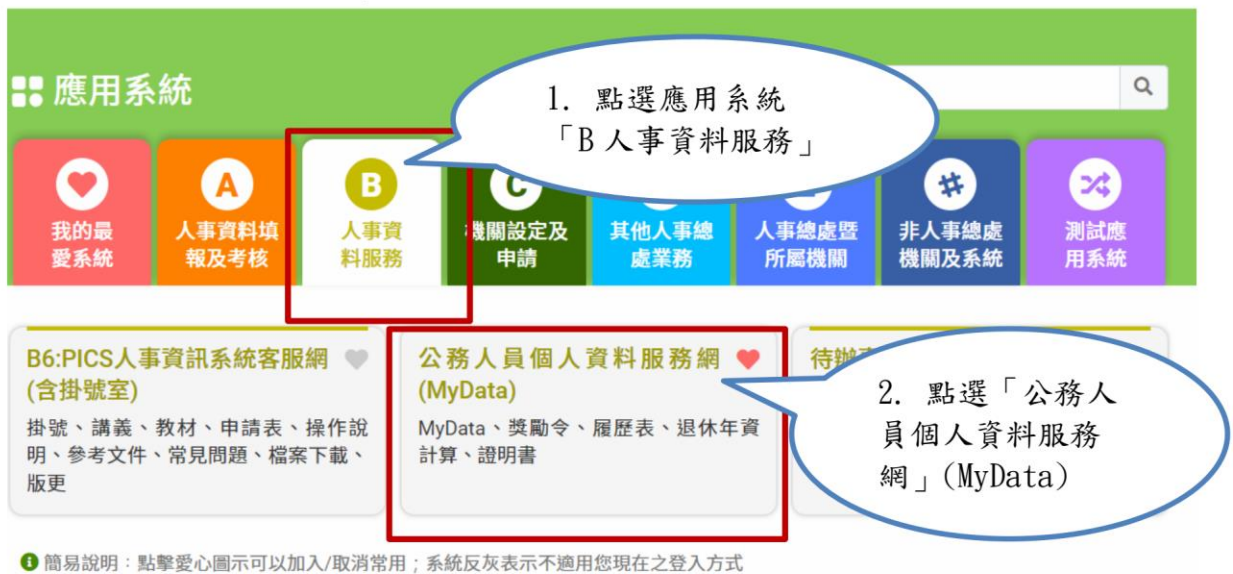 應用系統
1. 點選應用系統
「B 人事資料服務」
我的最
愛系統
A
人事資料填
報及考核
B
人事資
料服務
C
機關設定及
申請
其他人事總
處業務
人事總處暨
所屬機關
#
非人事總處
機關及系統
測試應
用系統
B6:PICS人事資訊系統客服網
(含掛號室)
掛號、講義、教材、申請表、操作說
明、參考文件、常見問題、檔案下載、
版更
公務人員個人資料服務網
(MyData)
MyData、獎勵令、履歷表、退休年資
計算、證明書
待辦
2. 點選「公務人
員個人資料服務
網」(MyData)
簡易說明：點擊愛心圖示可以加入/取消常用；系統反灰表示不適用您現在之登入方式